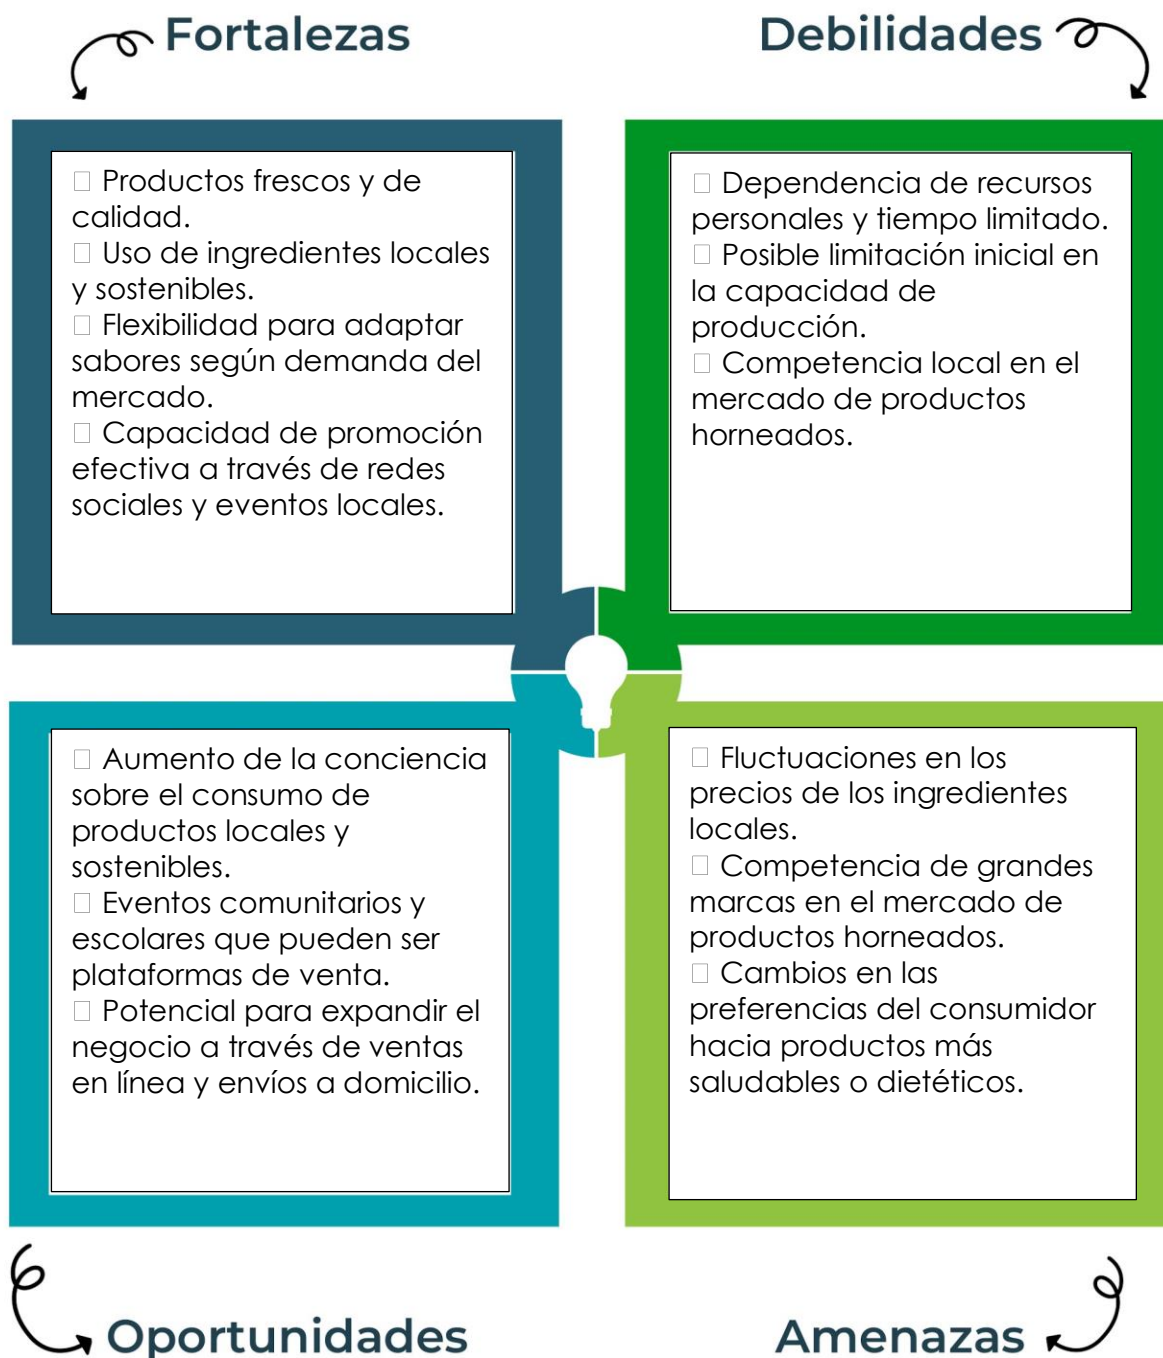 Fortalezas
□ Productos frescos y de
calidad.
□ Uso de ingredientes locales
y sostenibles.
□ Flexibilidad para adaptar
sabores según demanda del
mercado.
□ Capacidad de promoción
efectiva a través de redes
sociales y eventos locales.
Debilidades
□ Dependencia de recursos
personales y tiempo limitado.
□ Posible limitación inicial en
la capacidad de
producción.
□ Competencia local en el
mercado de productos
horneados.
□ Aumento de la conciencia
sobre el consumo de
productos locales y
sostenibles.
□ Eventos comunitarios y
escolares que pueden ser
plataformas de venta.
□ Potencial para expandir el
negocio a través de ventas
en línea y envíos a domicilio.
Oportunidades
□ Fluctuaciones en los
precios de los ingredientes
locales.
□ Competencia de grandes
marcas en el mercado de
productos horneados.
□ Cambios en las
preferencias del consumidor
hacia productos más
saludables o dietéticos.
Amenazas